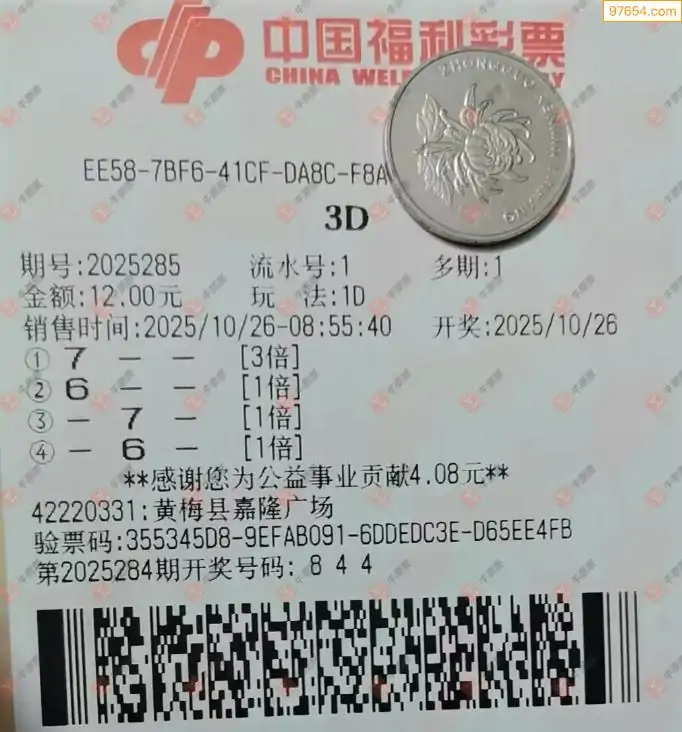 97654.com
中国福利彩票
CHINA WEL
EE58-7BF6-41CF-DA8C-F8A
ZHONGGUO RENMIN YINHANG
3D
期号:2025285 流水号:1 多期:1
金额:12.00元 玩 法:1D
销售时间:2025/10/26-08:55:40 开奖:2025/10/26
① 7 - - [3倍]
② 6 - - [1倍]
③ - 7 - [1倍]
④ - 6 - [1倍]
**感谢您为公益事业贡献4.08元**
42220331:黄梅县嘉隆广场
验票码:355345D8-9EFAB091-6DDEDC3E-D65EE4FB
第2025284期开奖号码: 8 4 4